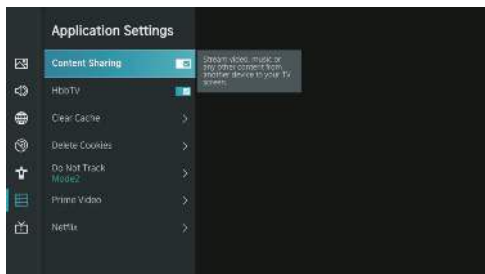 Application Settings
Content Sharing
Stream video, music or
any other content from
another device to your TV
screen.
HbbTV
Clear Cache
Delete Cookies
Do Not Track
Mode2
Prime Video
Netflix